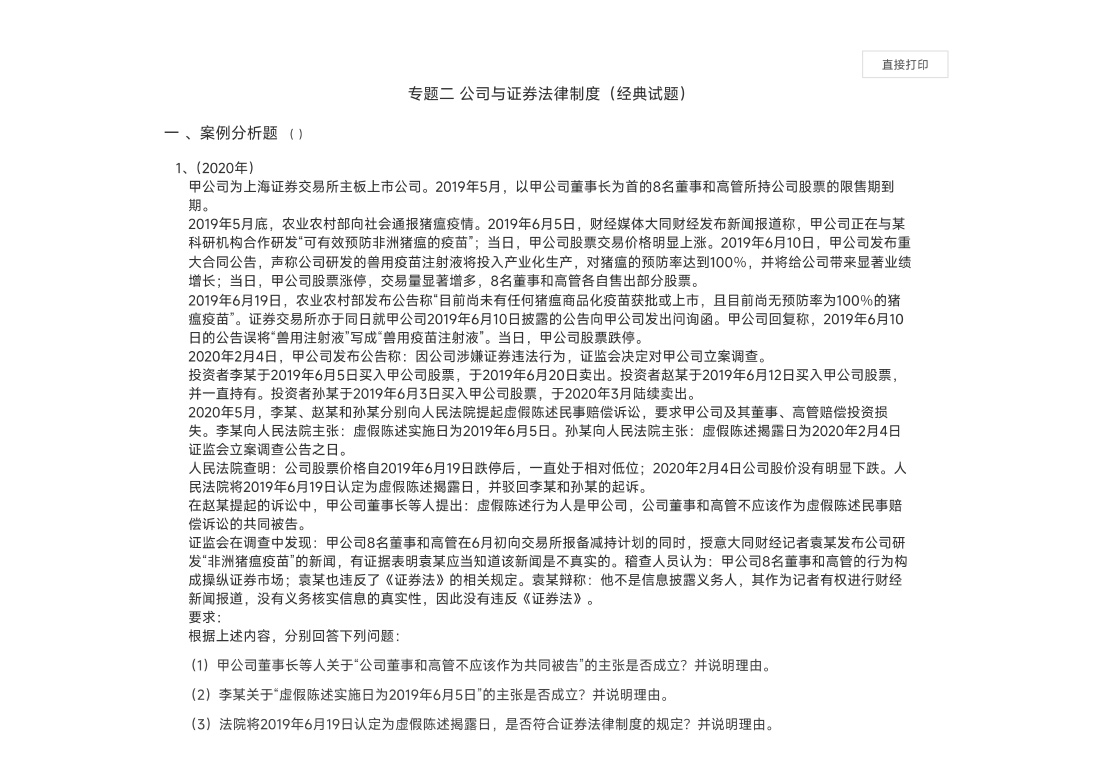 直接打印
专题二 公司与证券法律制度（经典试题）
一 、案例分析题 （ ）
1、（2020年）
甲公司为上海证券交易所主板上市公司。2019年5月，以甲公司董事长为首的8名董事和高管所持公司股票的限售期到
期。
2019年5月底，农业农村部向社会通报猪瘟疫情。2019年6月5日，财经媒体大同财经发布新闻报道称，甲公司正在与某
科研机构合作研发“可有效预防非洲猪瘟的疫苗”；当日，甲公司股票交易价格明显上涨。2019年6月10日，甲公司发布重
大合同公告，声称公司研发的兽用疫苗注射液将投入产业化生产，对猪瘟的预防率达到100%，并将给公司带来显著业绩
增长；当日，甲公司股票涨停，交易量显著增多，8名董事和高管各自售出部分股票。
2019年6月19日，农业农村部发布公告称“目前尚未有任何猪瘟商品化疫苗获批或上市，且目前尚无预防率为100%的猪
瘟疫苗”。证券交易所亦于同日就甲公司2019年6月10日披露的公告向甲公司发出问询函。甲公司回复称，2019年6月10
日的公告误将“兽用注射液”写成“兽用疫苗注射液”。当日，甲公司股票跌停。
2020年2月4日，甲公司发布公告称：因公司涉嫌证券违法行为，证监会决定对甲公司立案调查。
投资者李某于2019年6月5日买入甲公司股票，于2019年6月20日卖出。投资者赵某于2019年6月12日买入甲公司股票，
并一直持有。投资者孙某于2019年6月3日买入甲公司股票，于2020年3月陆续卖出。
2020年5月，李某、赵某和孙某分别向人民法院提起虚假陈述民事赔偿诉讼，要求甲公司及其董事、高管赔偿投资损
失。李某向人民法院主张：虚假陈述实施日为2019年6月5日。孙某向人民法院主张：虚假陈述揭露日为2020年2月4日
证监会立案调查公告之日。
人民法院查明：公司股票价格自2019年6月19日跌停后，一直处于相对低位；2020年2月4日公司股价没有明显下跌。人
民法院将2019年6月19日认定为虚假陈述揭露日，并驳回李某和孙某的起诉。
在赵某提起的诉讼中，甲公司董事长等人提出：虚假陈述行为人是甲公司，公司董事和高管不应该作为虚假陈述民事赔
偿诉讼的共同被告。
证监会在调查中发现：甲公司8名董事和高管在6月初向交易所报备减持计划的同时，授意大同财经记者袁某发布公司研
发“非洲猪瘟疫苗”的新闻，有证据表明袁某应当知道该新闻是不真实的。稽查人员认为：甲公司8名董事和高管的行为构
成操纵证券市场；袁某也违反了《证券法》的相关规定。袁某辩称：他不是信息披露义务人，其作为记者有权进行财经
新闻报道，没有义务核实信息的真实性，因此没有违反《证券法》。
要求：
根据上述内容，分别回答下列问题：
（1）甲公司董事长等人关于“公司董事和高管不应该作为共同被告”的主张是否成立？并说明理由。
（2）李某关于“虚假陈述实施日为2019年6月5日”的主张是否成立？并说明理由。
（3）法院将2019年6月19日认定为虚假陈述揭露日，是否符合证券法律制度的规定？并说明理由。